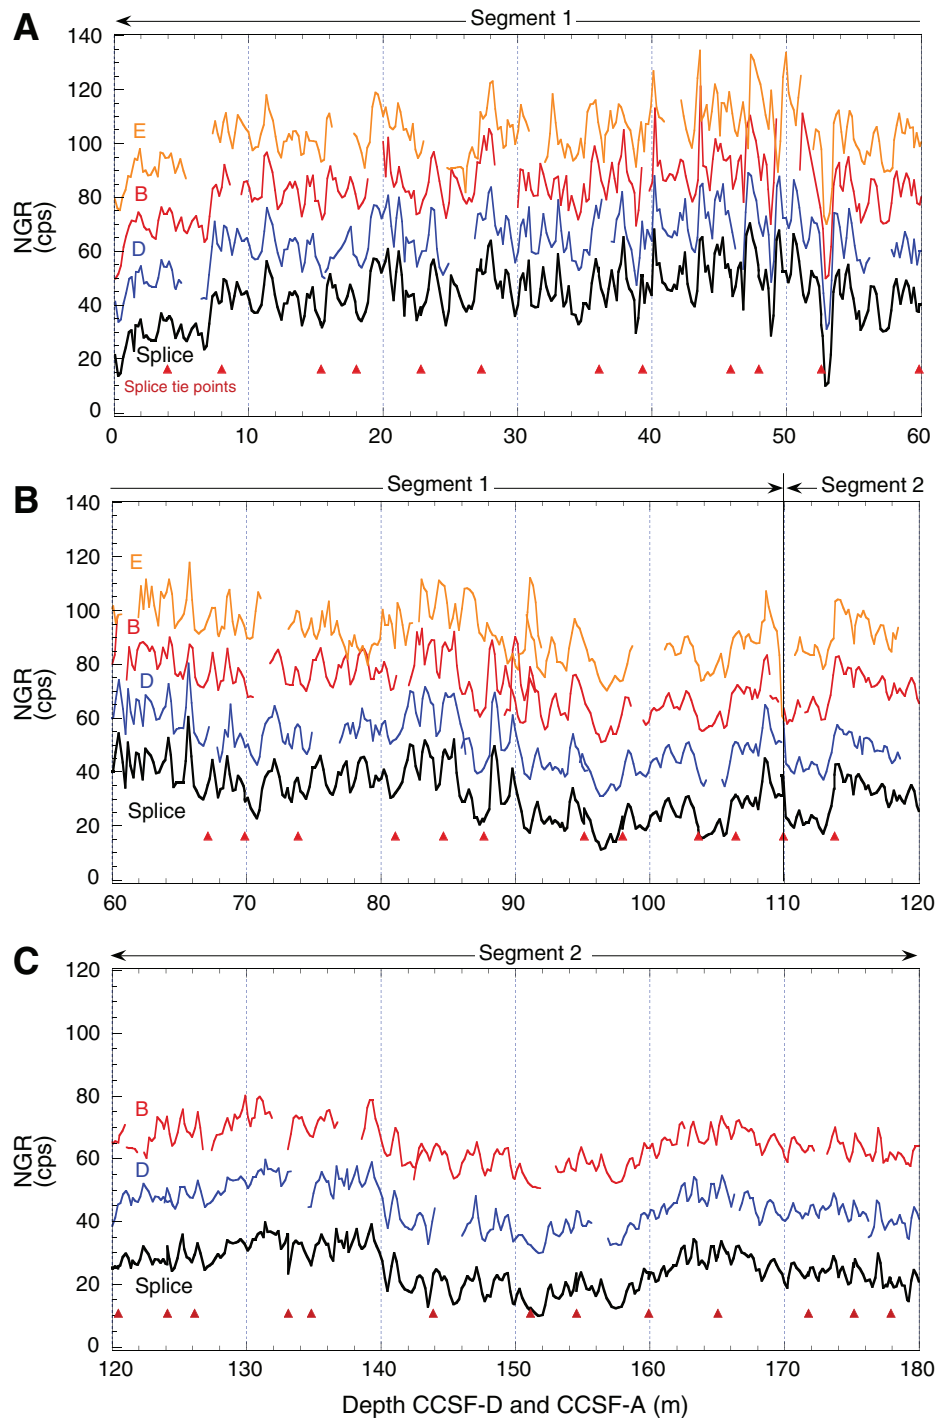 A
Segment 1
140
120
100
80
60
40
20
0
NGR
(cps)
E
B
D
Splice
Splice tie points
0 10 20 30 40 50 60
B
Segment 1
Segment 2
140
120
100
80
60
40
20
0
NGR
(cps)
E
B
D
Splice
60 70 80 90 100 110 120
C
Segment 2
120
100
80
60
40
20
0
NGR
(cps)
B
D
Splice
120 130 140 150 160 170 180
Depth CCSF-D and CCSF-A (m)